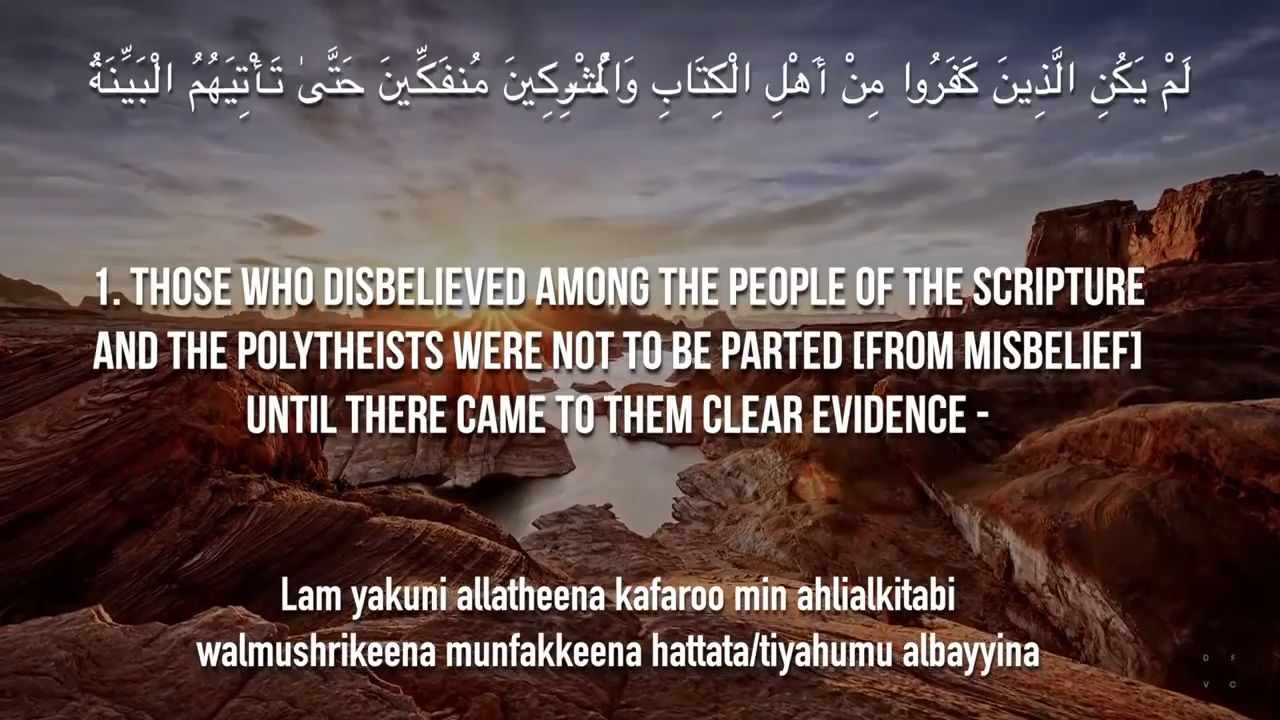 لَمْ يَكُنِ الَّذِينَ كَفَرُوا مِنْ أَهْلِ الْكِتَابِ وَالْمُشْرِكِينَ مُنفَكِّينَ حَتَّىٰ تَأْتِيَهُمُ الْبَيِّنَةُ
1. THOSE WHO DISBELIEVED AMONG THE PEOPLE OF THE SCRIPTURE
AND THE POLYTHEISTS WERE NOT TO BE PARTED [FROM MISBELIEF]
UNTIL THERE CAME TO THEM CLEAR EVIDENCE -
Lam yakuni allatheena kafaroo min ahlialkitabi
walmushrikeena munfakkeena hattata/tiyahumu albayyina
D F
V C